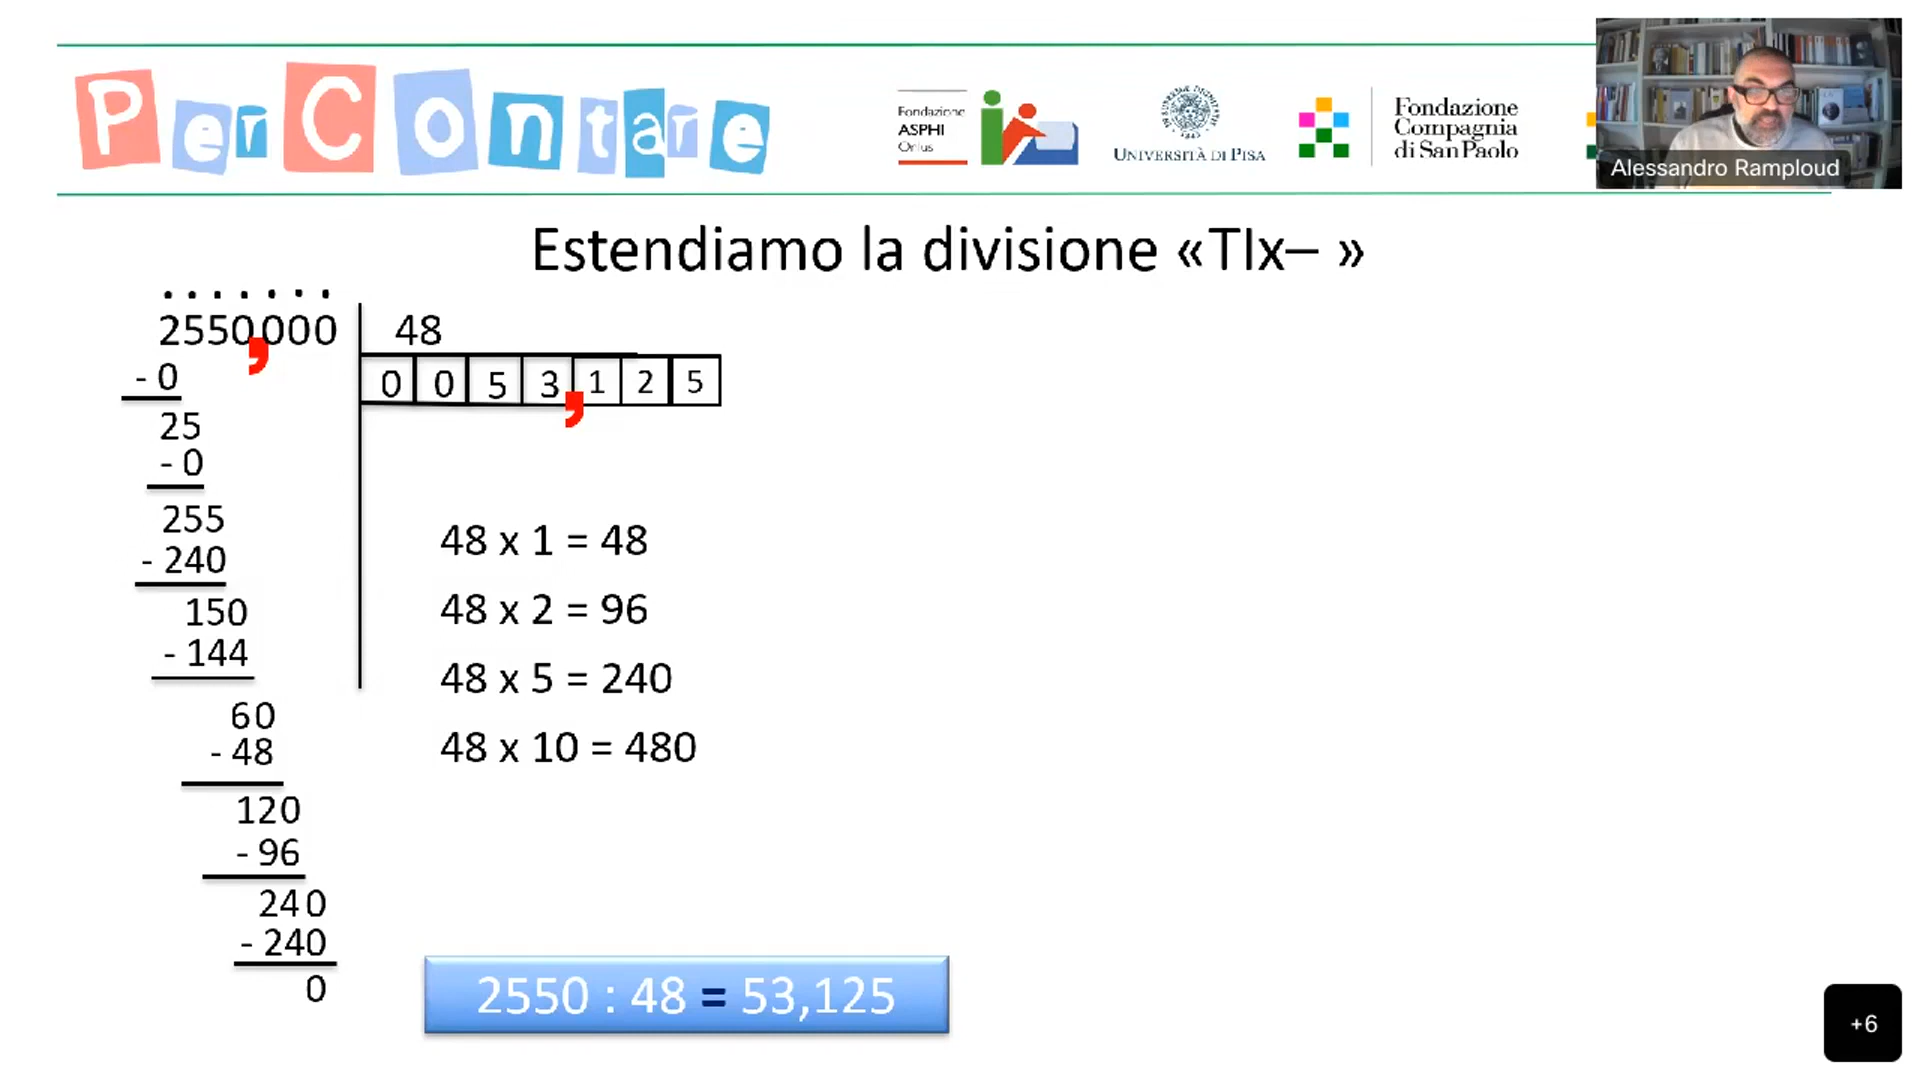 PerContare
Fondazione
ASPHI
Onlus
UNIVERSITÀ DI PISA
Fondazione
Compagnia
di San Paolo
Alessandro Ramploud
Estendiamo la divisione «TIx– »
.......
2550,000
48
- 0
0 0 5 3, 1 2 5
25
- 0
255
- 240
150
- 144
60
- 48
120
- 96
240
- 240
0
48 x 1 = 48
48 x 2 = 96
48 x 5 = 240
48 x 10 = 480
2550 : 48 = 53,125
+6